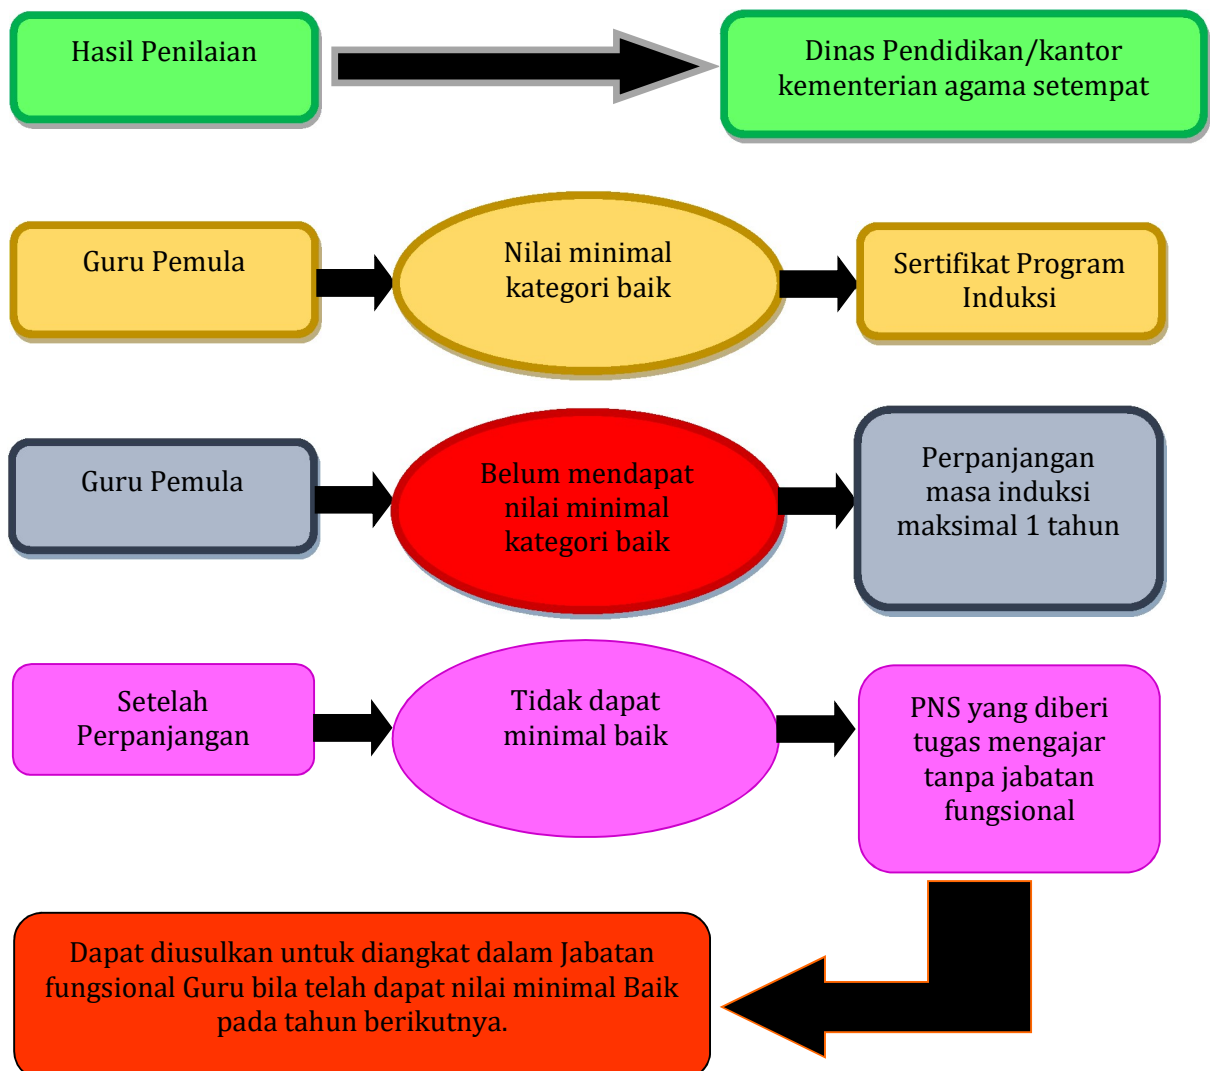 Hasil Penilaian
Dinas Pendidikan/kantor
kementerian agama setempat
Guru Pemula
Nilai minimal
kategori baik
Sertifikat Program
Induksi
Guru Pemula
Belum mendapat
nilai minimal
kategori baik
Perpanjangan
masa induksi
maksimal 1 tahun
Setelah
Perpanjangan
Tidak dapat
minimal baik
PNS yang diberi
tugas mengajar
tanpa jabatan
fungsional
Dapat diusulkan untuk diangkat dalam Jabatan
fungsional Guru bila telah dapat nilai minimal Baik
pada tahun berikutnya.